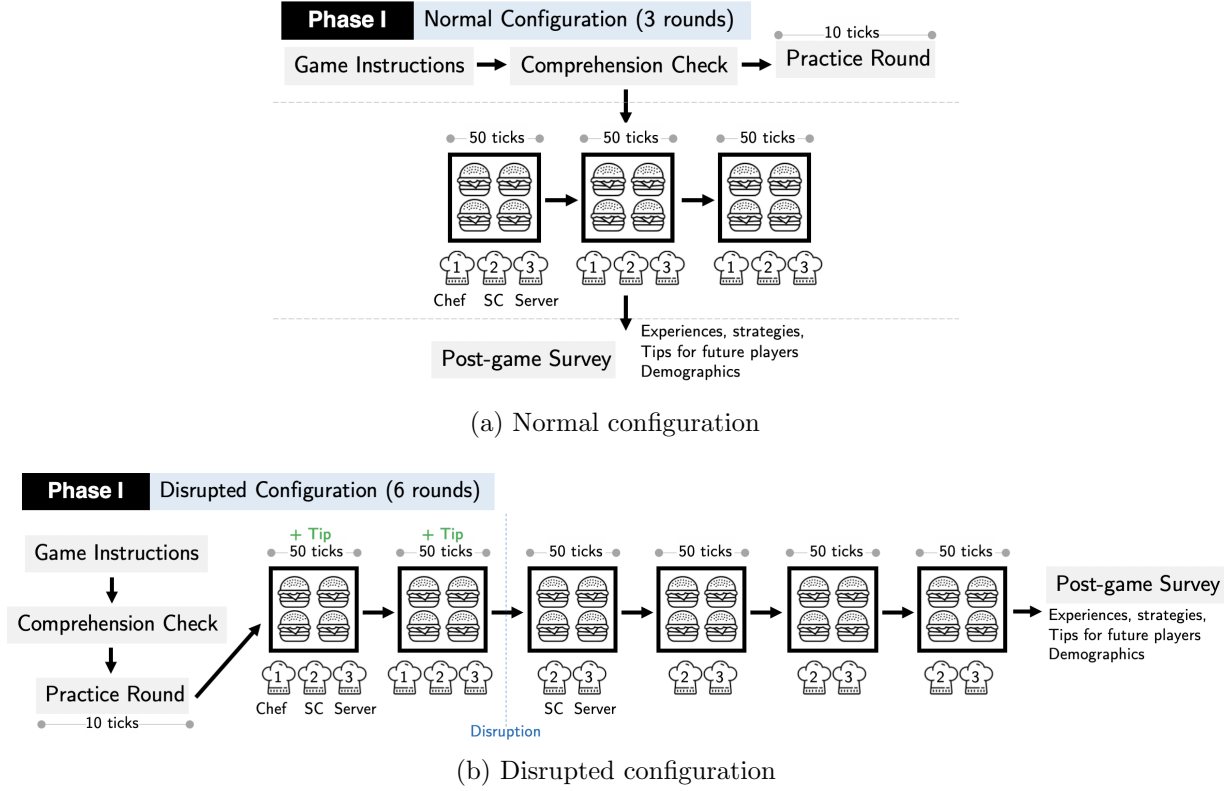 Phase I Normal Configuration (3 rounds)
10 ticks
Game Instructions Comprehension Check Practice Round
50 ticks 50 ticks 50 ticks
1 2 3 1 2 3 1 2 3
Chef SC Server
Post-game Survey
Experiences, strategies,
Tips for future players
Demographics
(a) Normal configuration
Phase I Disrupted Configuration (6 rounds)
Game Instructions
Comprehension Check
Practice Round
10 ticks
+ Tip + Tip
50 ticks 50 ticks 50 ticks 50 ticks 50 ticks 50 ticks
1 2 3 1 2 3 2 3 2 3 2 3 2 3
Chef SC Server SC Server
Disruption
Post-game Survey
Experiences, strategies,
Tips for future players
Demographics
(b) Disrupted configuration